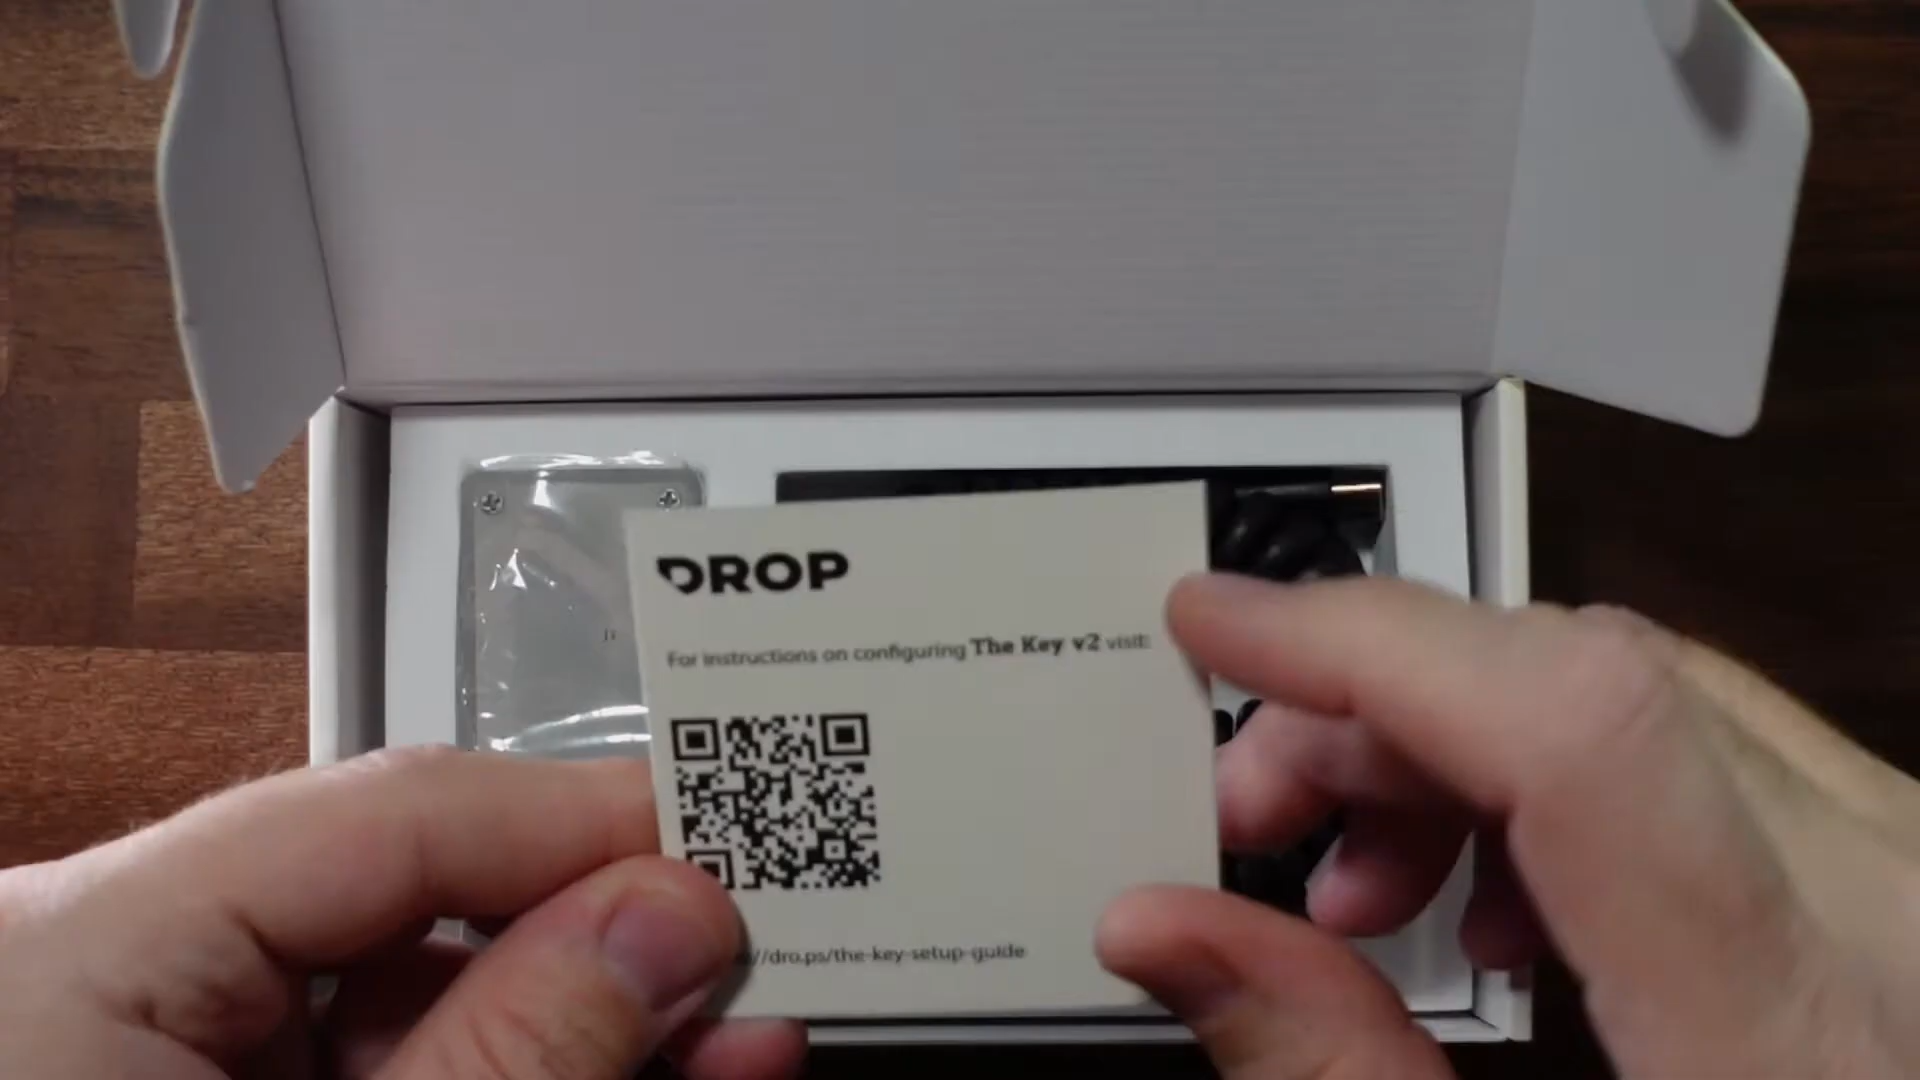 DROP
For instructions on configuring The Key v2 visit:
//dro.ps/the-key-setup-guide